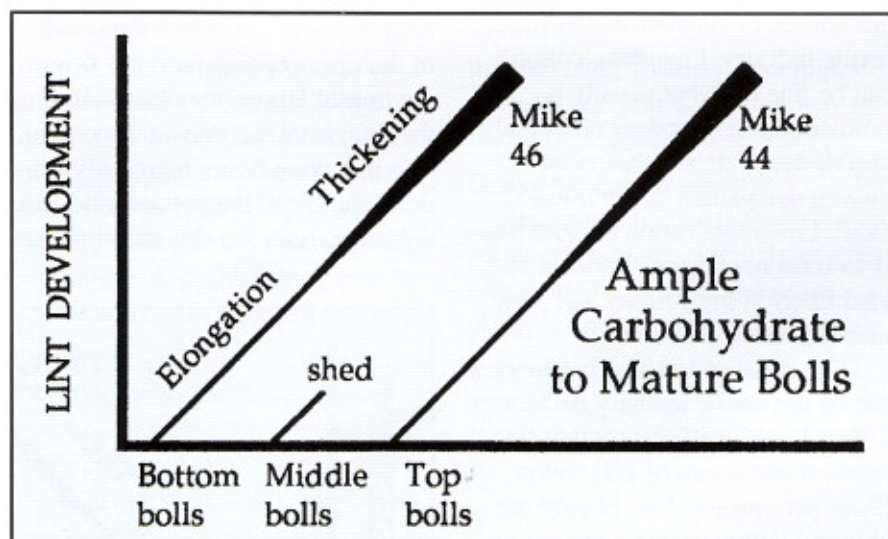 LINT DEVELOPMENT
Elongation
Thickening
Mike
46
Mike
44
shed
Ample
Carbohydrate
to Mature Bolls
Bottom
bolls
Middle
bolls
Top
bolls